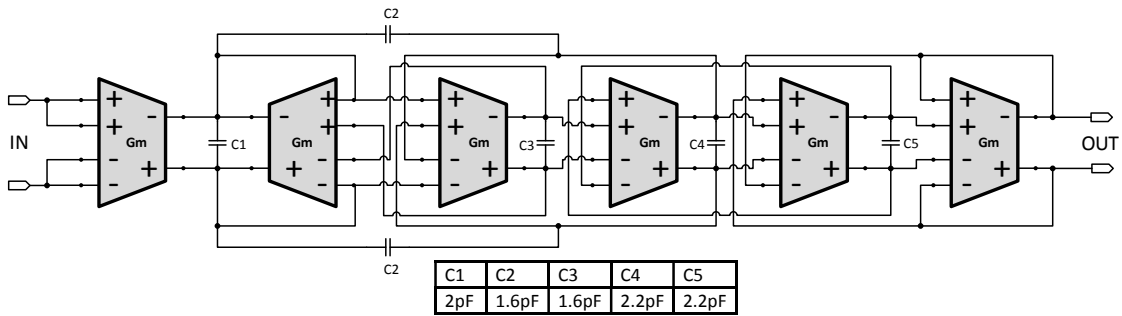 C2
IN
+ + - - - + Gm
C1
- + + + - - Gm
+ + - - - + Gm
C3
+ + - - - + Gm
C4
+ + - - - + Gm
C5
+ + - - - + Gm
OUT
C2
C1 C2 C3 C4 C5
2pF 1.6pF 1.6pF 2.2pF 2.2pF